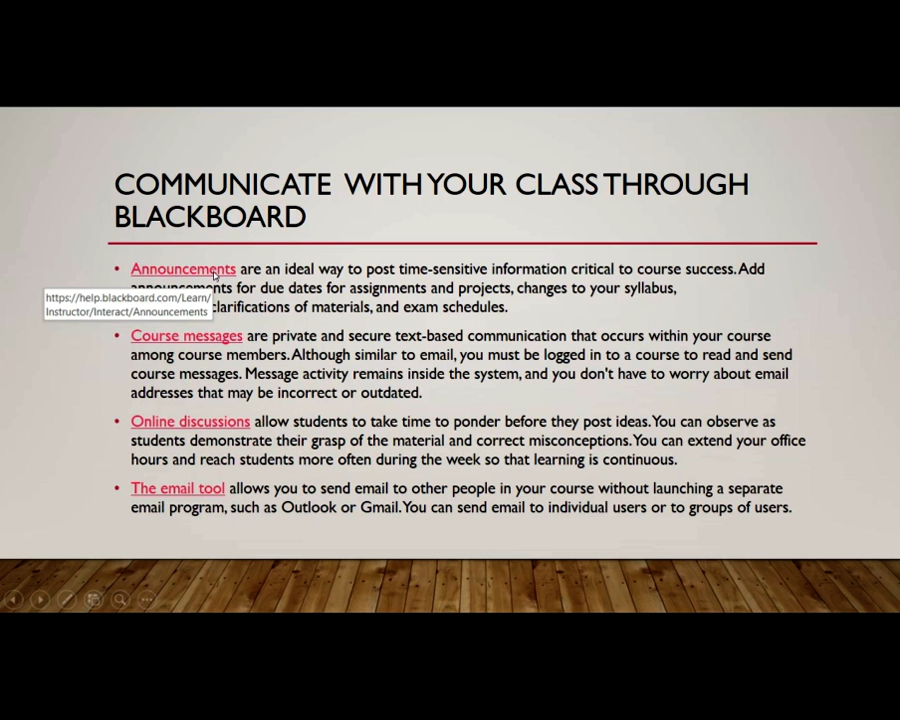 COMMUNICATE WITH YOUR CLASS THROUGH
BLACKBOARD
• Announcements are an ideal way to post time-sensitive information critical to course success. Add
announcements for due dates for assignments and projects, changes to your syllabus,
clarifications of materials, and exam schedules.
https://help.blackboard.com/Learn/
Instructor/Interact/Announcements
• Course messages are private and secure text-based communication that occurs within your course
among course members. Although similar to email, you must be logged in to a course to read and send
course messages. Message activity remains inside the system, and you don't have to worry about email
addresses that may be incorrect or outdated.
• Online discussions allow students to take time to ponder before they post ideas. You can observe as
students demonstrate their grasp of the material and correct misconceptions. You can extend your office
hours and reach students more often during the week so that learning is continuous.
• The email tool allows you to send email to other people in your course without launching a separate
email program, such as Outlook or Gmail. You can send email to individual users or to groups of users.